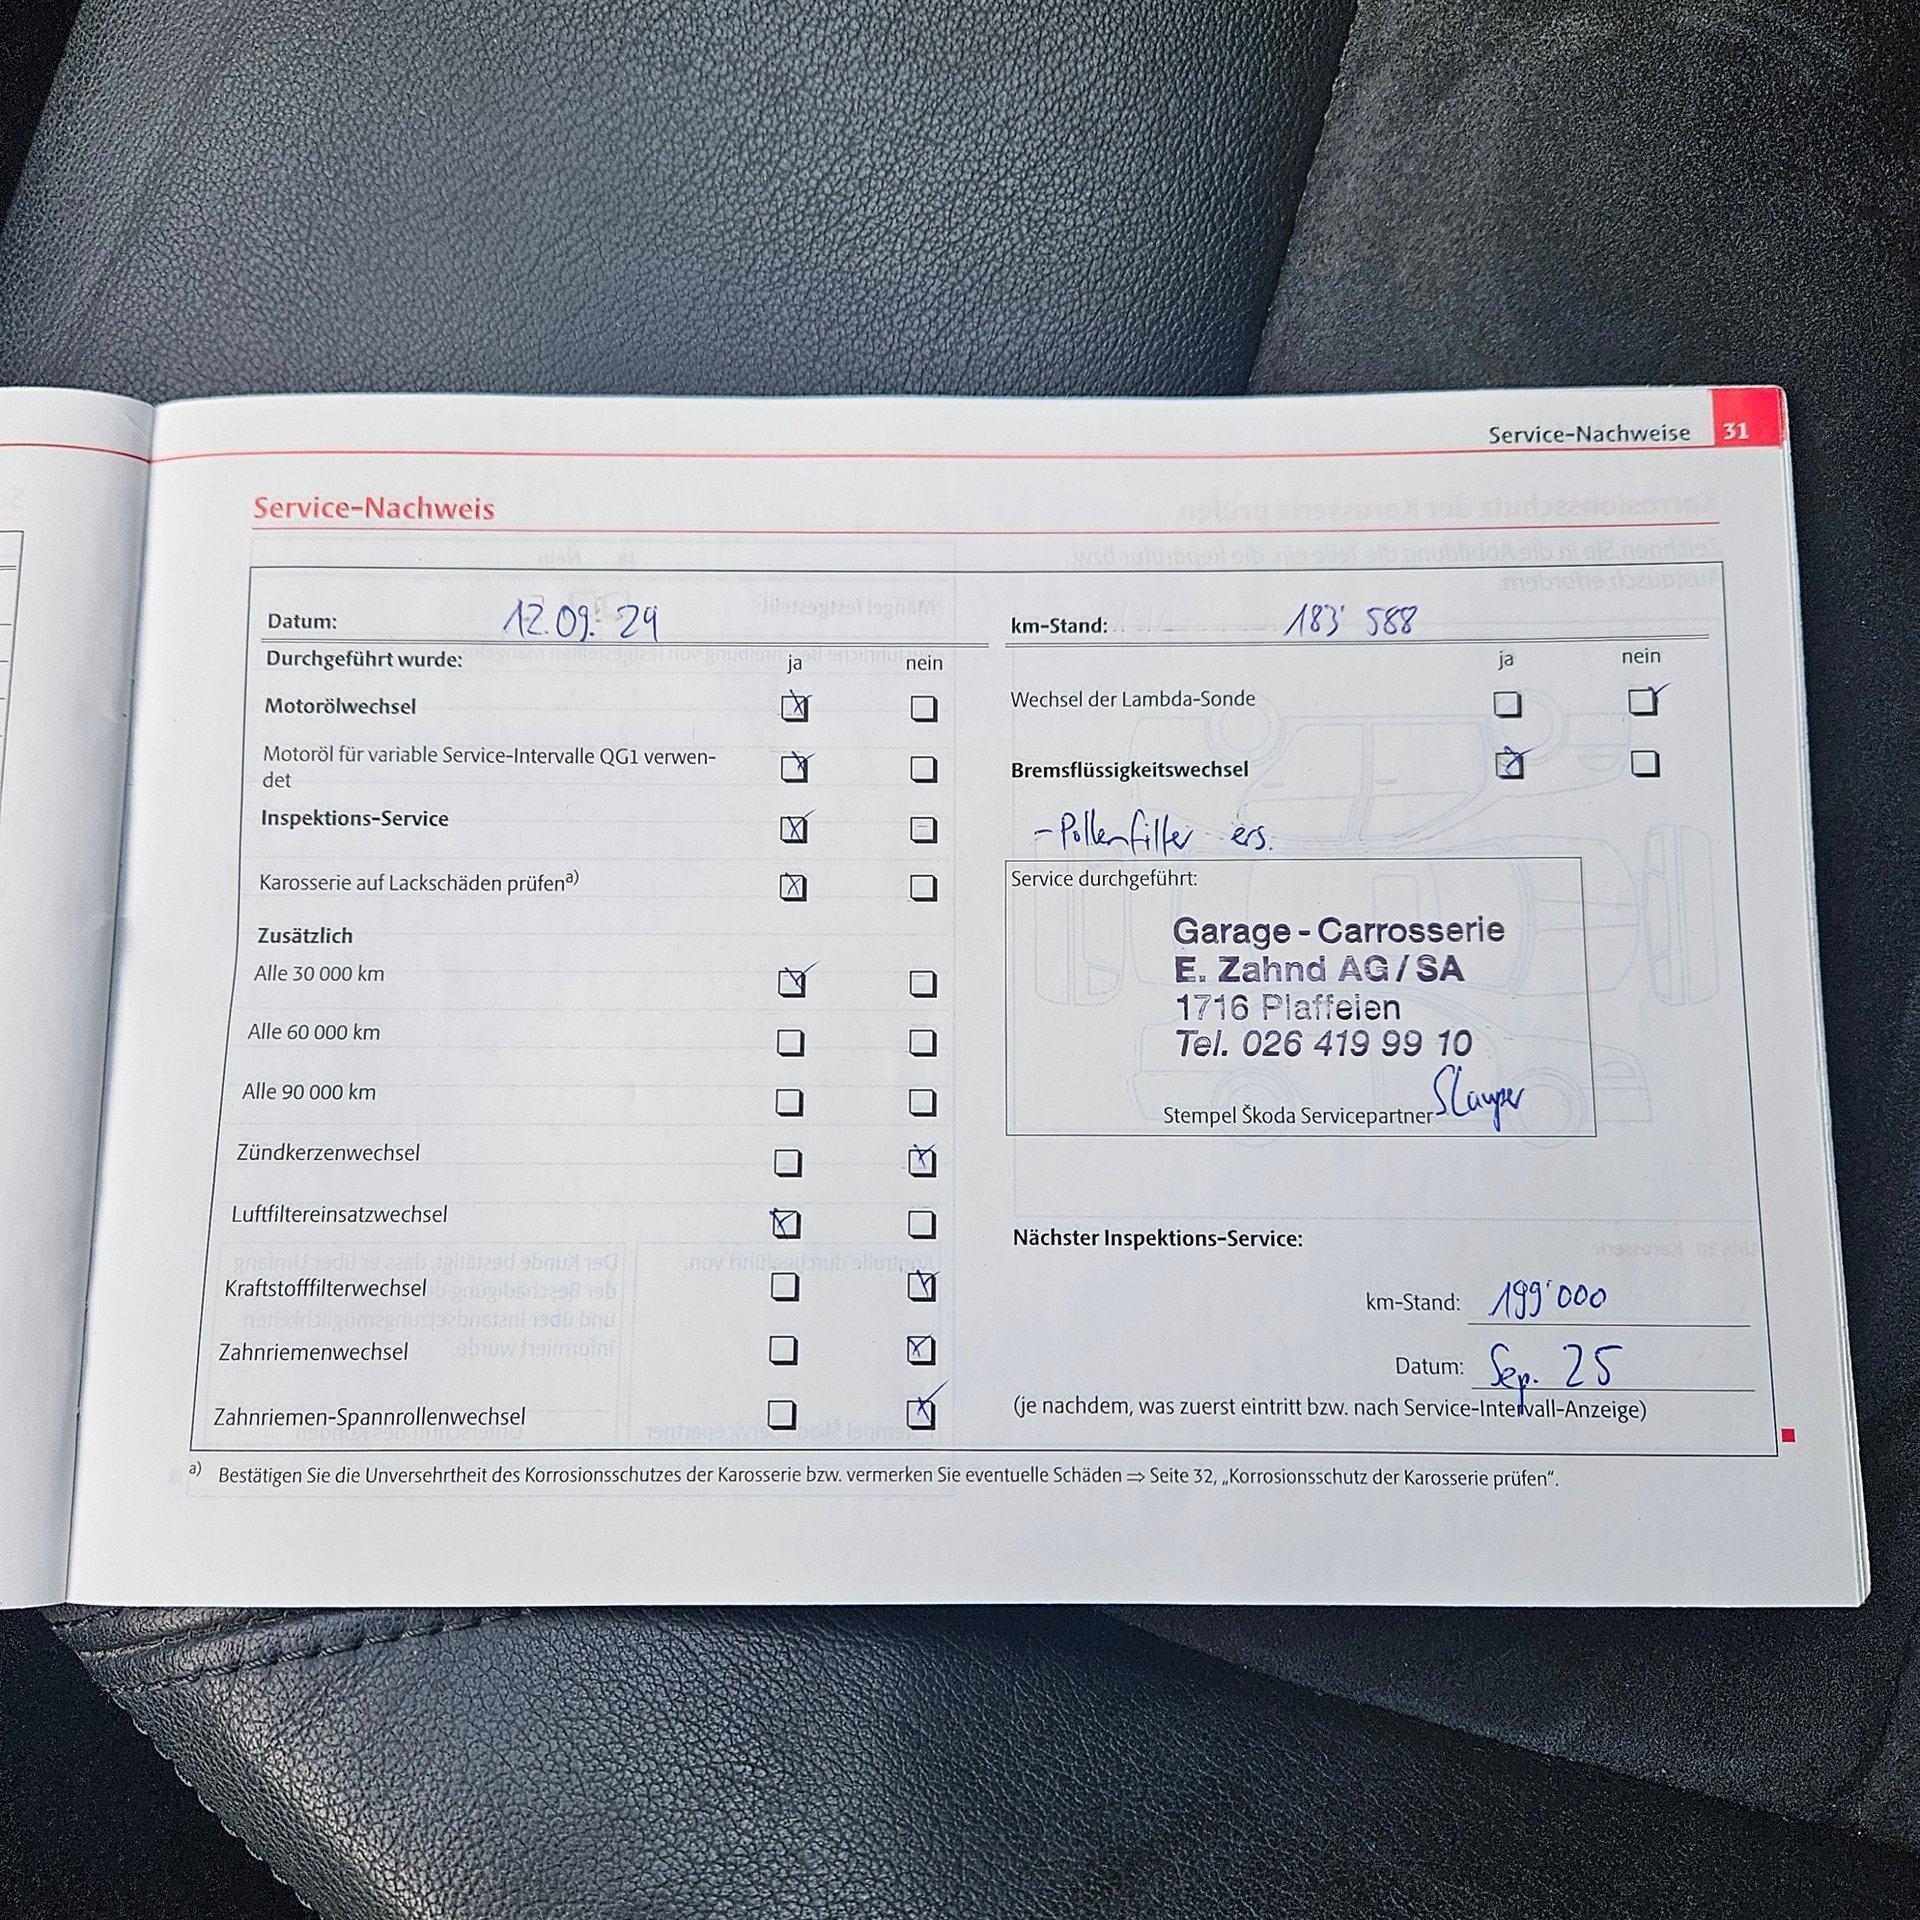 Service-Nachweise 31
Service-Nachweis
Datum: 12.09.24
Durchgeführt wurde: ja nein
Motorölwechsel
Motoröl für variable Service-Intervalle QG1 verwen-
det
Inspektions-Service
Karosserie auf Lackschäden prüfen a)
Zusätzlich
Alle 30 000 km
Alle 60 000 km
Alle 90 000 km
Zündkerzenwechsel
Luftfiltereinsatzwechsel
Kraftstofffilterwechsel
Zahnriemenwechsel
Zahnriemen-Spannrollenwechsel
km-Stand: 183' 588
ja nein
Wechsel der Lambda-Sonde
Bremsflüssigkeitswechsel
- Pollenfilter ers.
Service durchgeführt:
Garage - Carrosserie
E. Zahnd AG / SA
1716 Plaffeien
Tel. 026 419 99 10
Stempel Škoda Servicepartner
Nächster Inspektions-Service:
km-Stand: 199'000
Datum: Sep. 25
(je nachdem, was zuerst eintritt bzw. nach Service-Intervall-Anzeige)
a) Bestätigen Sie die Unversehrtheit des Korrosionsschutzes der Karosserie bzw. vermerken Sie eventuelle Schäden ⇒ Seite 32, „Korrosionsschutz der Karosserie prüfen“.